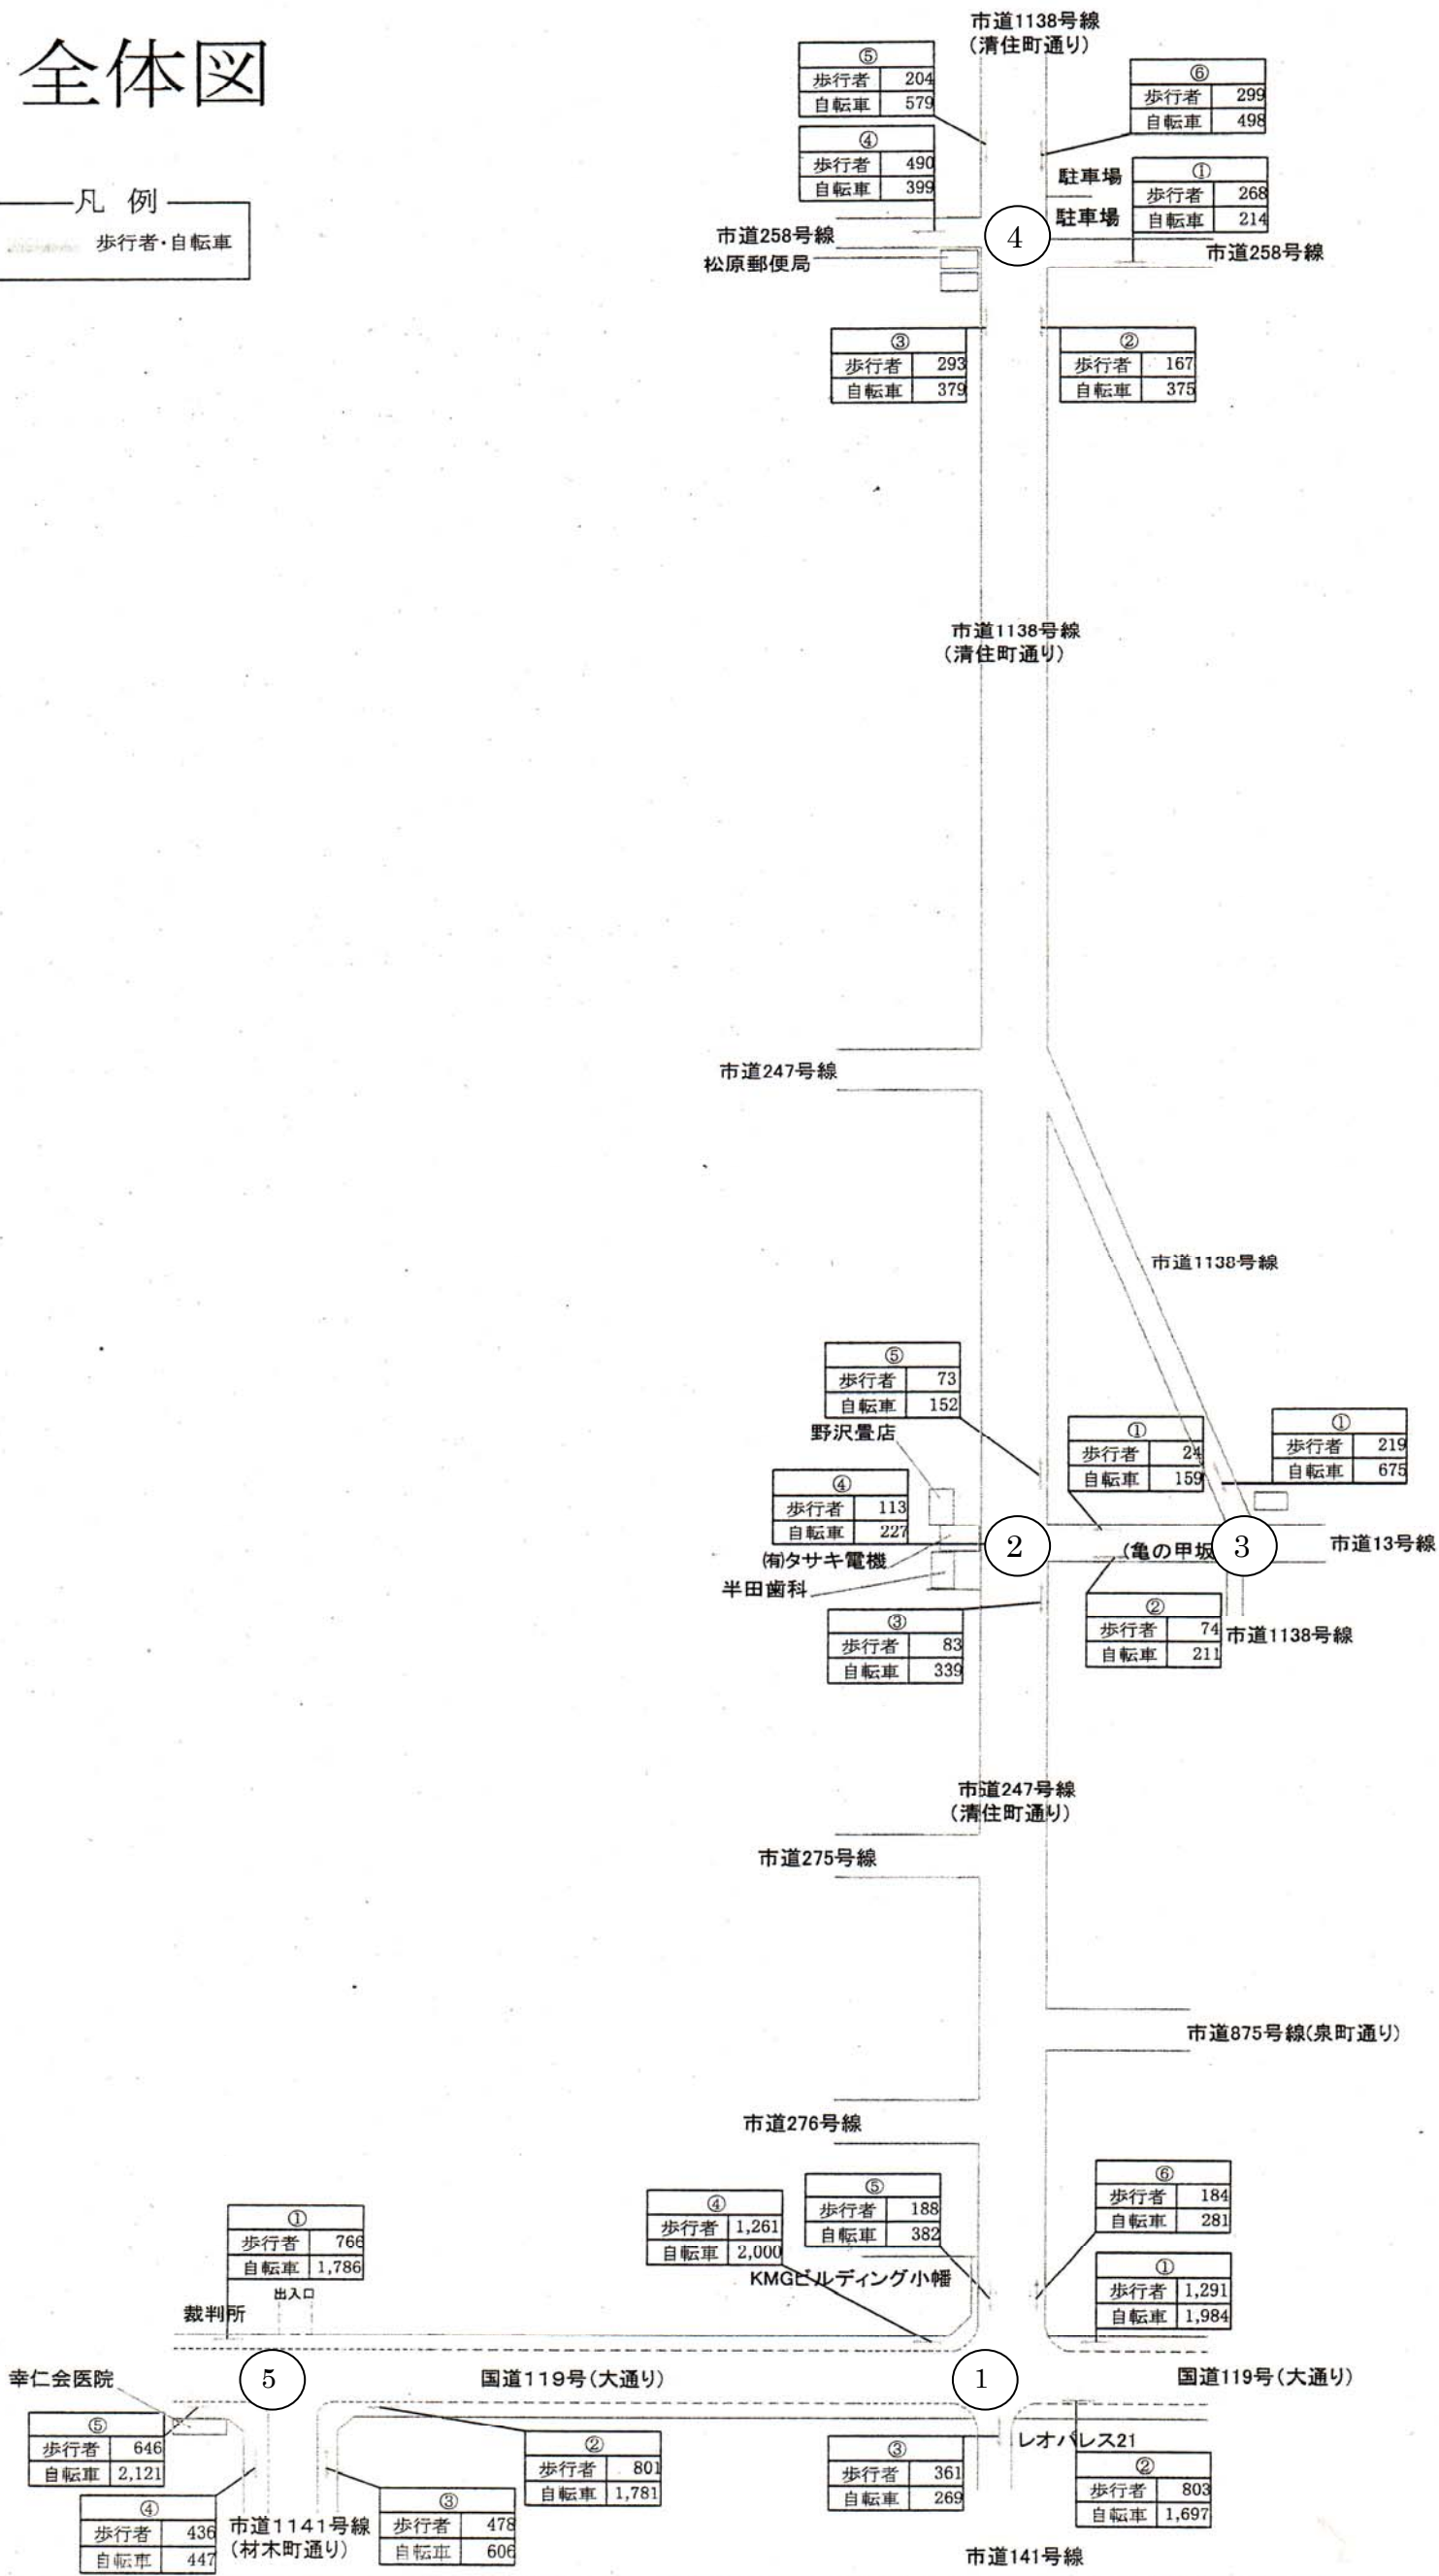 全体図
凡例
歩行者・自転車
市道1138号線
(清住町通り)
⑤
歩行者 204
自転車 579
⑥
歩行者 299
自転車 498
④
歩行者 490
自転車 399
駐車場
駐車場
①
歩行者 268
自転車 214
市道258号線
4
市道258号線
松原郵便局
③
歩行者 293
自転車 379
②
歩行者 167
自転車 375
市道1138号線
(清住町通り)
市道247号線
市道1138号線
⑤
歩行者 73
自転車 152
野沢畳店
①
歩行者 24
自転車 159
①
歩行者 219
自転車 675
④
歩行者 113
自転車 227
2
(亀の甲坂
3
市道13号線
㈲タサキ電機
半田歯科
③
歩行者 83
自転車 339
②
歩行者 74
自転車 211
市道1138号線
市道247号線
(清住町通り)
市道275号線
市道875号線(泉町通り)
市道276号線
①
歩行者 766
自転車 1,786
出入口
裁判所
④
歩行者 1,261
自転車 2,000
⑤
歩行者 188
自転車 382
KMGビルディング小幡
⑥
歩行者 184
自転車 281
①
歩行者 1,291
自転車 1,984
幸仁会医院
5
国道119号(大通り)
1
国道119号(大通り)
⑤
歩行者 646
自転車 2,121
②
歩行者 801
自転車 1,781
③
歩行者 361
自転車 269
レオパレス21
②
歩行者 803
自転車 1,697
④
歩行者 436
自転車 447
市道1141号線
(材木町通り)
③
歩行者 478
自転車 606
市道141号線